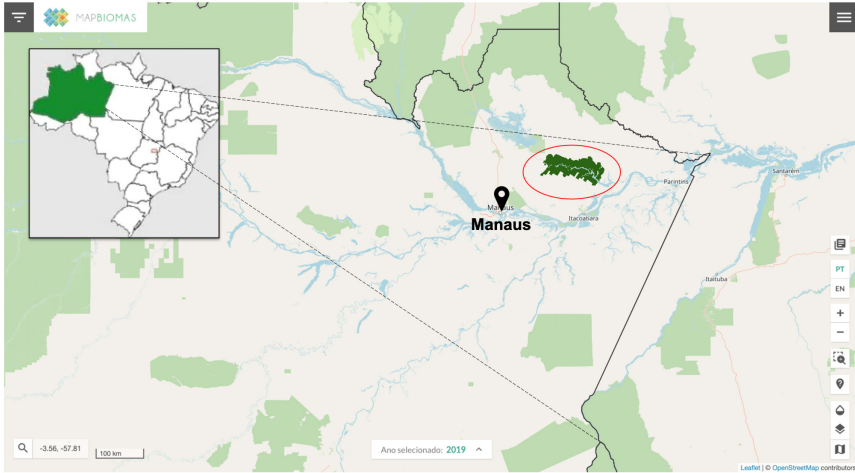 MAPBIOMAS
Santarém
Parintins
Manaus
Itacoatiara
Manaus
PT
Itaituba
EN
+
−
-3.56, -57.81
100 km
Ano selecionado: 2019
Leaflet | © OpenStreetMap contributors